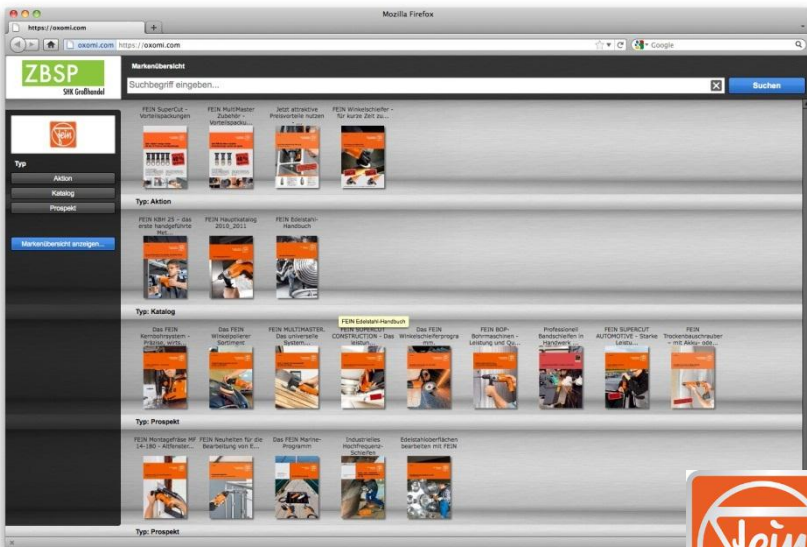 Mozilla Firefox
https://oxomi.com
oxomi.com https://oxomi.com
Google
ZBSP
SHK Großhandel
Markenübersicht
Suchbegriff eingeben...
Suchen
Fein
Typ
Aktion
Katalog
Prospekt
Markenübersicht anzeigen...
FEIN SuperCut - Vorteilspackungen
FEIN MultiMaster Zubehör - Vorteilspacku...
Jetzt attraktive Preisvorteile nutzen
FEIN Winkelschleifer - für kurze Zeit zu...
Typ: Aktion
FEIN KBH 25 - das erste handgeführte Met...
FEIN Hauptkatalog 2010_2011
FEIN Edelstahl-Handbuch
Typ: Katalog
FEIN Edelstahl-Handbuch
Das FEIN Kernbohrsystem - Präzise, wirts...
Das FEIN Winkelpolierer Sortiment
FEIN MULTIMASTER. Das universelle System...
FEIN SUPERCUT CONSTRUCTION - Das leistun...
Das FEIN Winkelschleiferprogramm.
FEIN BOP-Bohrmaschinen - Leistung und Qu...
Professionell Bandschleifen in Handwerk ...
FEIN SUPERCUT AUTOMOTIVE - Starke Leistu...
FEIN Trockenbauschrauber - mit Akku- ode...
Typ: Prospekt
FEIN Montagefräse MF 14-180 - Altfenster...
FEIN Neuheiten für die Bearbeitung von E...
Das FEIN Marine-Programm
Industrielles Hochfrequenz-Schleifen
Edelstahloberflächen bearbeiten mit FEIN
Typ: Prospekt
Fein